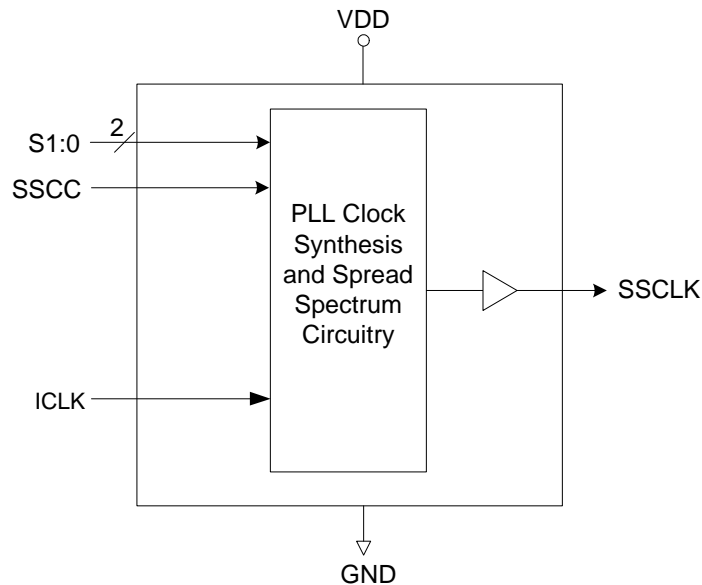 VDD
2
S1:0
SSCC
PLL Clock
Synthesis
and Spread
Spectrum
Circuitry
SSCLK
ICLK
GND